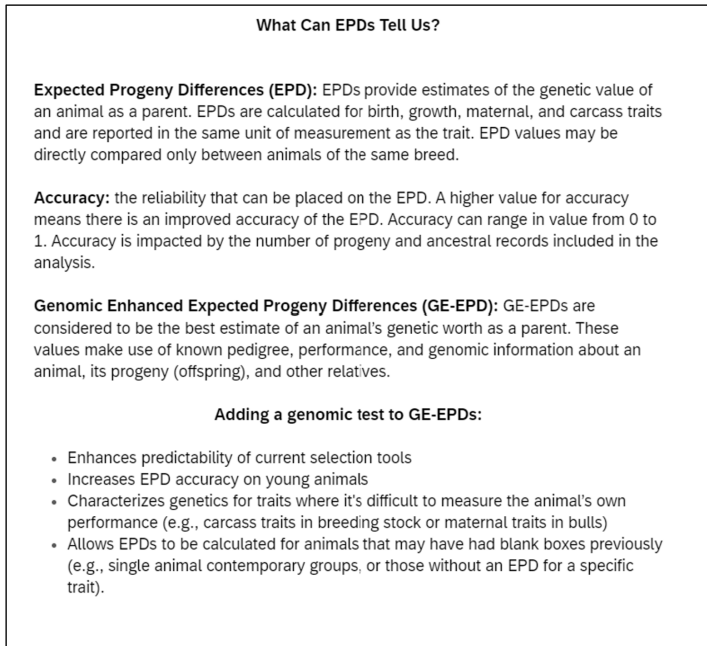 What Can EPDs Tell Us?
Expected Progeny Differences (EPD): EPDs provide estimates of the genetic value of
an animal as a parent. EPDs are calculated for birth, growth, maternal, and carcass traits
and are reported in the same unit of measurement as the trait. EPD values may be
directly compared only between animals of the same breed.
Accuracy: the reliability that can be placed on the EPD. A higher value for accuracy
means there is an improved accuracy of the EPD. Accuracy can range in value from 0 to
1. Accuracy is impacted by the number of progeny and ancestral records included in the
analysis.
Genomic Enhanced Expected Progeny Differences (GE-EPD): GE-EPDs are
considered to be the best estimate of an animal's genetic worth as a parent. These
values make use of known pedigree, performance, and genomic information about an
animal, its progeny (offspring), and other relatives.
Adding a genomic test to GE-EPDs:
• Enhances predictability of current selection tools
• Increases EPD accuracy on young animals
• Characterizes genetics for traits where it's difficult to measure the animal's own
performance (e.g., carcass traits in breeding stock or maternal traits in bulls)
• Allows EPDs to be calculated for animals that may have had blank boxes previously
(e.g., single animal contemporary groups, or those without an EPD for a specific
trait).